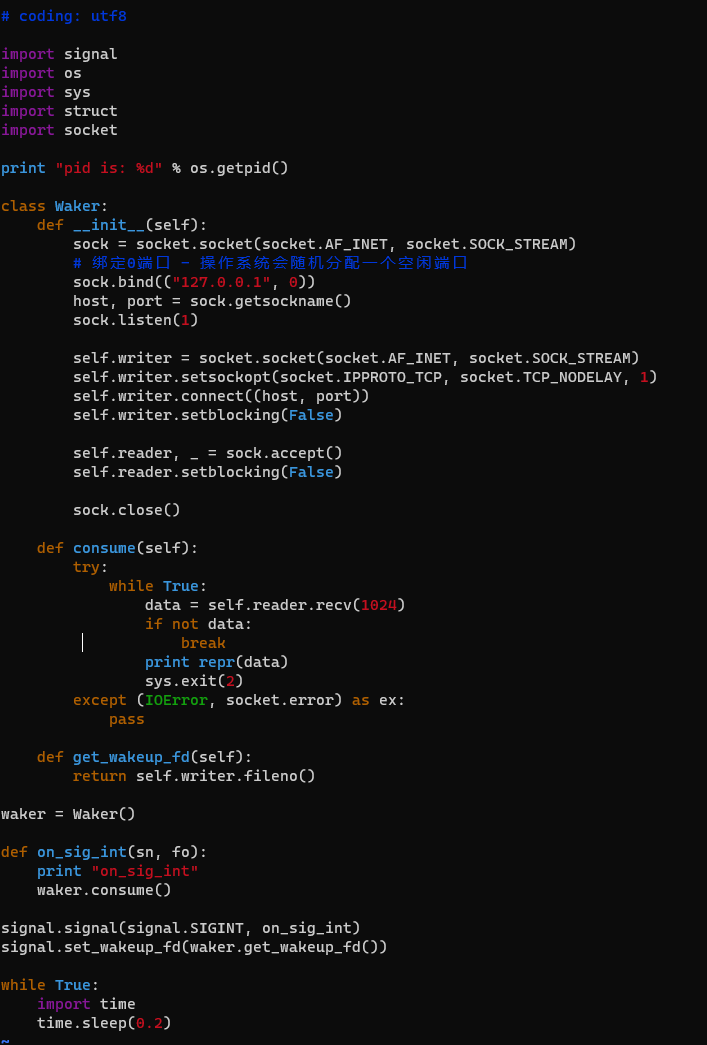 # coding: utf8
import signal
import os
import sys
import struct
import socket
print "pid is: %d" % os.getpid()
class Waker:
    def __init__(self):
        sock = socket.socket(socket.AF_INET, socket.SOCK_STREAM)
        # 绑定0端口 - 操作系统会随机分配一个空闲端口
        sock.bind(("127.0.0.1", 0))
        host, port = sock.getsockname()
        sock.listen(1)
        self.writer = socket.socket(socket.AF_INET, socket.SOCK_STREAM)
        self.writer.setsockopt(socket.IPPROTO_TCP, socket.TCP_NODELAY, 1)
        self.writer.connect((host, port))
        self.writer.setblocking(False)
        self.reader, _ = sock.accept()
        self.reader.setblocking(False)
        sock.close()
    def consume(self):
        try:
            while True:
                data = self.reader.recv(1024)
                if not data:
                    break
                print repr(data)
                sys.exit(2)
        except (IOError, socket.error) as ex:
            pass
    def get_wakeup_fd(self):
        return self.writer.fileno()
waker = Waker()
def on_sig_int(sn, fo):
    print "on_sig_int"
    waker.consume()
signal.signal(signal.SIGINT, on_sig_int)
signal.set_wakeup_fd(waker.get_wakeup_fd())
while True:
    import time
    time.sleep(0.2)
~